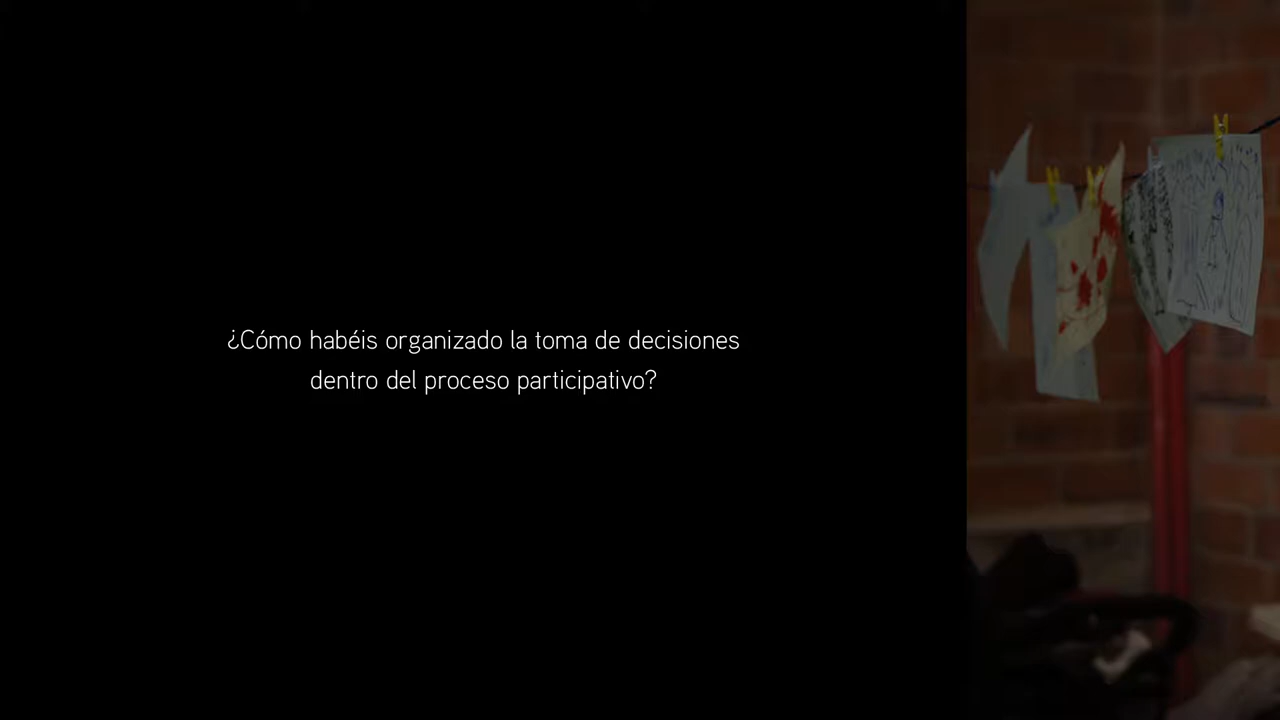 ¿Cómo habéis organizado la toma de decisiones
dentro del proceso participativo?